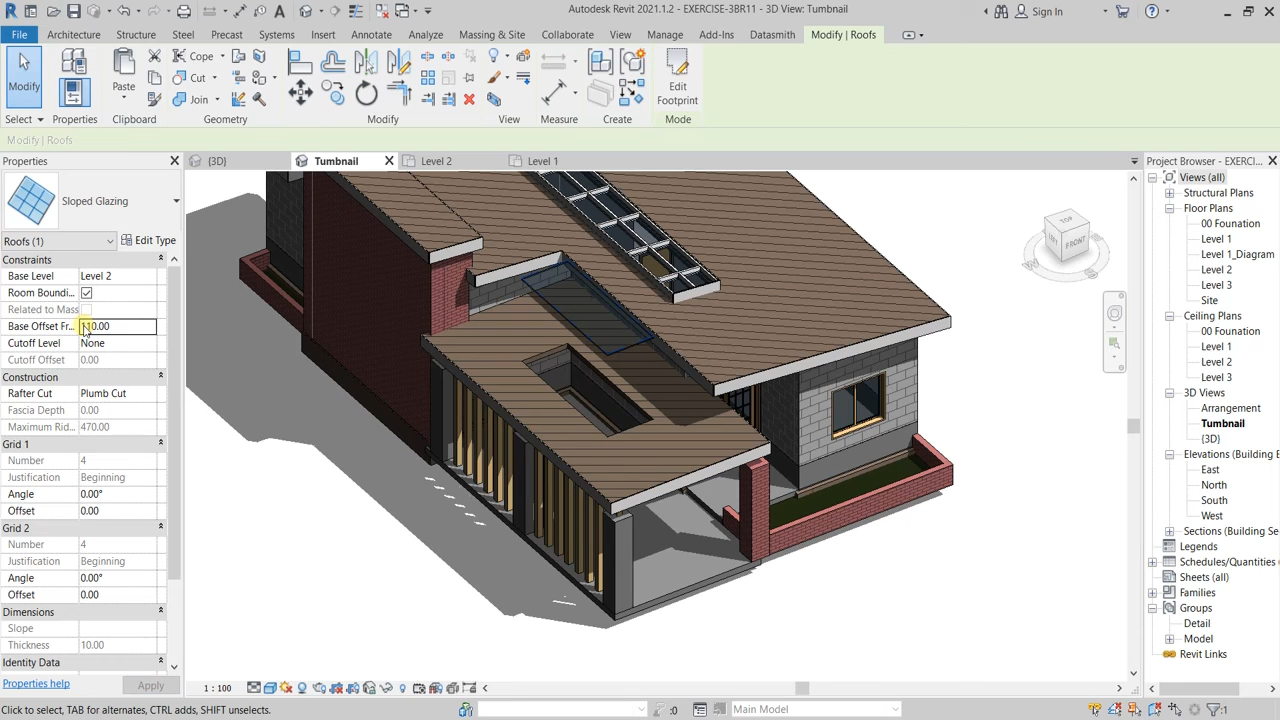 Autodesk Revit 2021.1.2 - EXERCISE-3BR11 - 3D View: Tumbnail
Sign In
File Architecture Structure Steel Precast Systems Insert Annotate Analyze Massing & Site Collaborate View Manage Add-Ins Datasmith Modify | Roofs
Modify
Properties
Paste
Cope
Cut
Join
Edit
Footprint
Select Properties Clipboard Geometry Modify View Measure Create Mode
Modify | Roofs
Properties
{3D}
Tumbnail
Level 2
Level 1
Project Browser - EXERCI...
Sloped Glazing
Roofs (1)
Edit Type
Constraints
Base Level Level 2
Room Boundi...
Related to Mass
Base Offset Fr...
Cutoff Level None
Cutoff Offset 0.00
Construction
Rafter Cut Plumb Cut
Fascia Depth 0.00
Maximum Rid... 470.00
Grid 1
Number 4
Justification Beginning
Angle 0.00°
Offset 0.00
Grid 2
Number 4
Justification Beginning
Angle 0.00°
Offset 0.00
Dimensions
Slope
Thickness 10.00
Identity Data
Properties help
Apply
TOP
FRONT
Views (all)
Structural Plans
Floor Plans
00 Founation
Level 1
Level 1_Diagram
Level 2
Level 3
Site
Ceiling Plans
00 Founation
Level 1
Level 2
Level 3
3D Views
Arrangement
Tumbnail
{3D}
Elevations (Building E
East
North
South
West
Sections (Building Se
Legends
Schedules/Quantities
Sheets (all)
Families
Groups
Detail
Model
Revit Links
1 : 100
Click to select, TAB for alternates, CTRL adds, SHIFT unselects.
:0
Main Model
:1